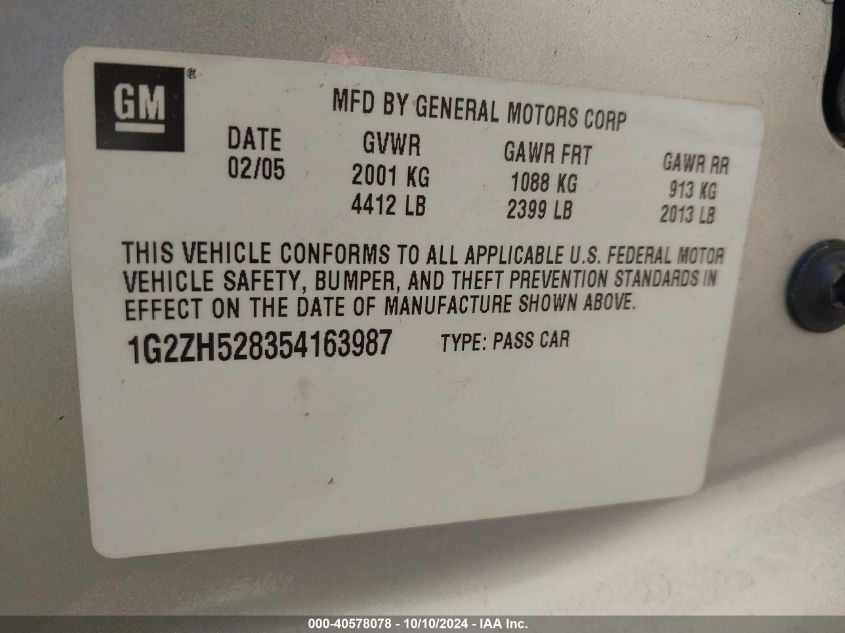 GM®
MFD BY GENERAL MOTORS CORP
DATE GVWR GAWR FRT GAWR RR
02/05 2001 KG 1088 KG 913 KG
4412 LB 2399 LB 2013 LB
THIS VEHICLE CONFORMS TO ALL APPLICABLE U.S. FEDERAL MOTOR
VEHICLE SAFETY, BUMPER, AND THEFT PREVENTION STANDARDS IN
EFFECT ON THE DATE OF MANUFACTURE SHOWN ABOVE.
1G2ZH528354163987 TYPE: PASS CAR
000-40578078 - 10/10/2024 - IAA Inc.